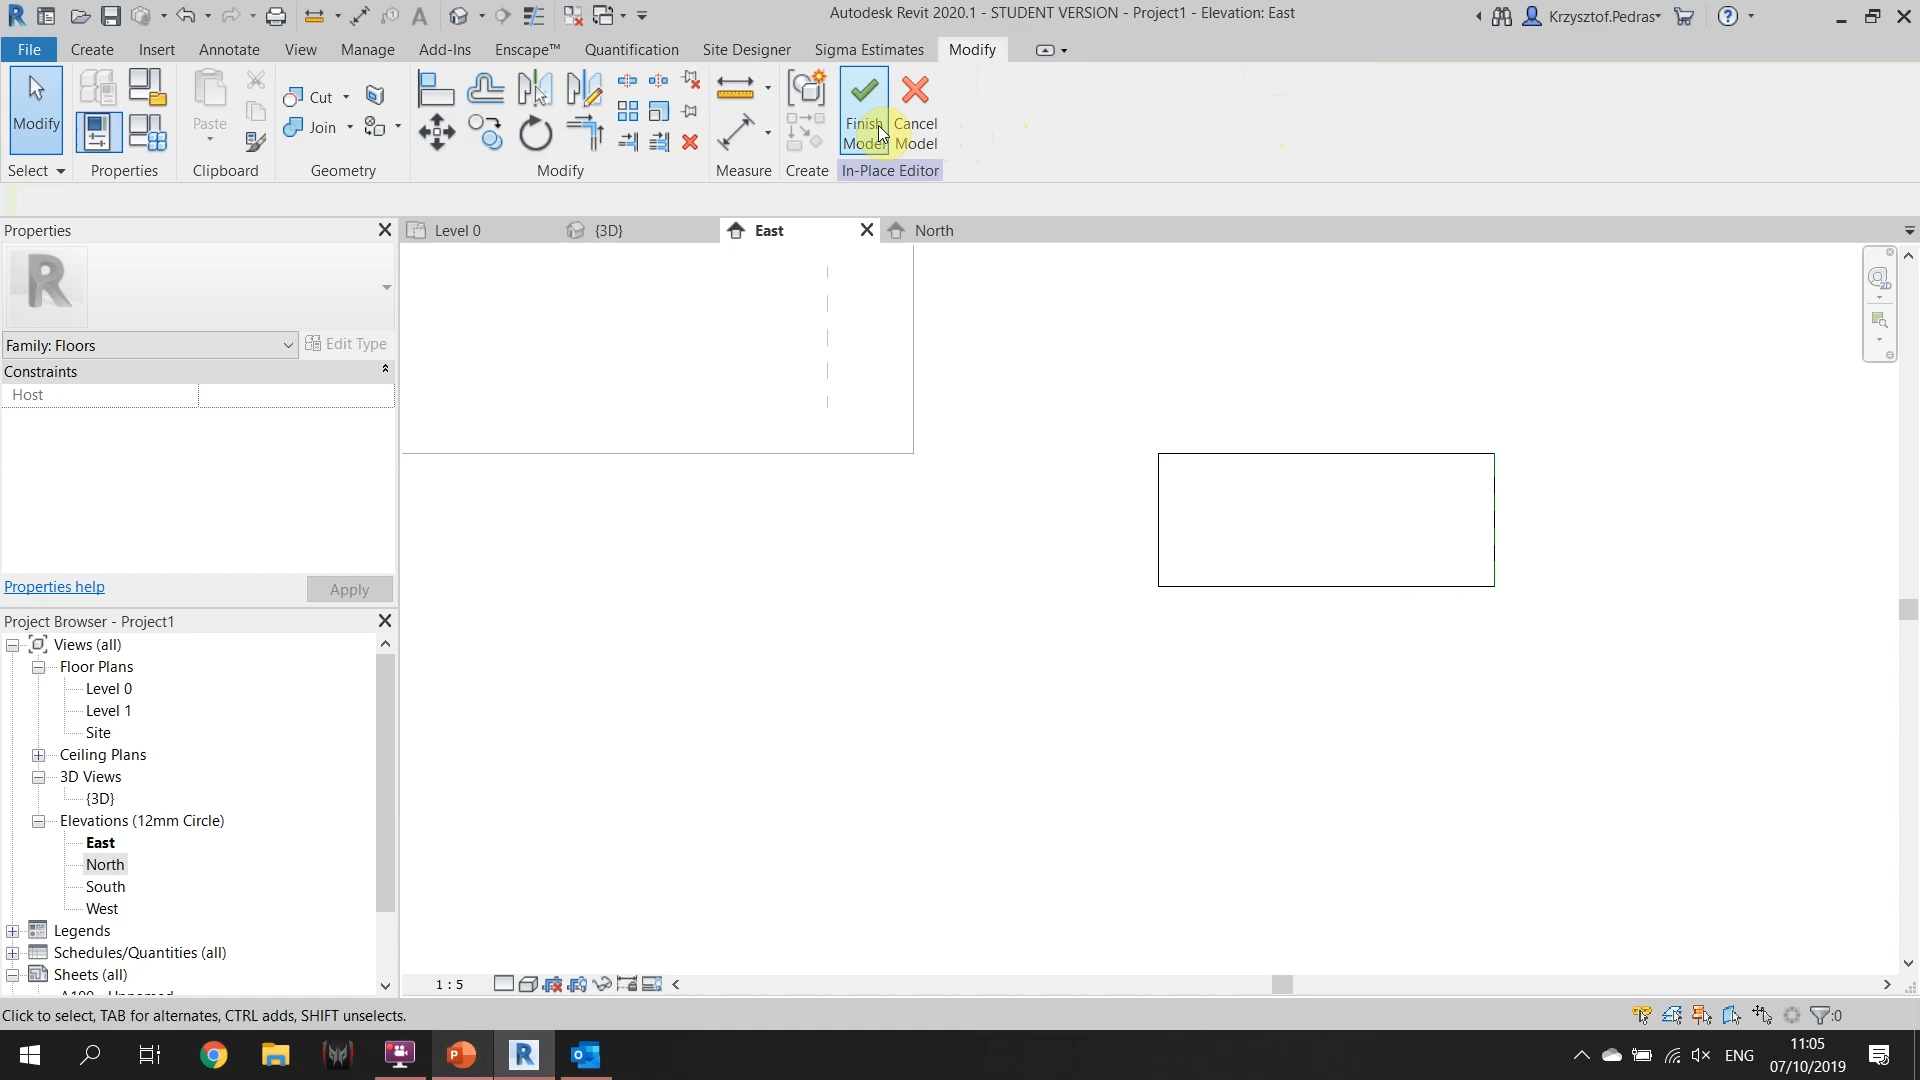 Autodesk Revit 2020.1 - STUDENT VERSION - Project1 - Elevation: East
Krzysztof.Pedras
File Create Insert Annotate View Manage Add-Ins Enscape™ Quantification Site Designer Sigma Estimates Modify
Modify
Paste
Cut
Join
Finish Model
Cancel Model
Select Properties Clipboard Geometry Modify Measure Create In-Place Editor
Properties
Level 0 {3D} East North
Family: Floors Edit Type
Constraints
Host
Properties help Apply
Project Browser - Project1
Views (all)
Floor Plans
Level 0
Level 1
Site
Ceiling Plans
3D Views
{3D}
Elevations (12mm Circle)
East
North
South
West
Legends
Schedules/Quantities (all)
Sheets (all)
1 : 5
Click to select, TAB for alternates, CTRL adds, SHIFT unselects.
:0
ENG
11:05
07/10/2019